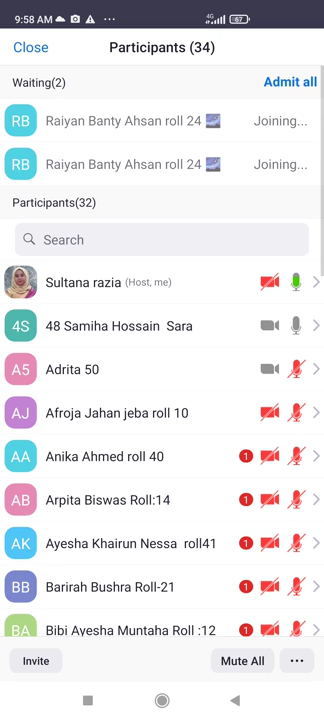 9:58 AM
4G
67
Close
Participants (34)
Waiting(2)
Admit all
RB
Raiyan Banty Ahsan roll 24
Joining...
RB
Raiyan Banty Ahsan roll 24
Joining...
Participants(32)
Search
Sultana razia (Host, me)
4S
48 Samiha Hossain Sara
A5
Adrita 50
AJ
Afroja Jahan jeba roll 10
AA
Anika Ahmed roll 40
1
AB
Arpita Biswas Roll:14
1
AK
Ayesha Khairun Nessa roll41
1
BB
Barirah Bushra Roll-21
1
BA
Bibi Ayesha Muntaha Roll :12
1
Invite
Mute All